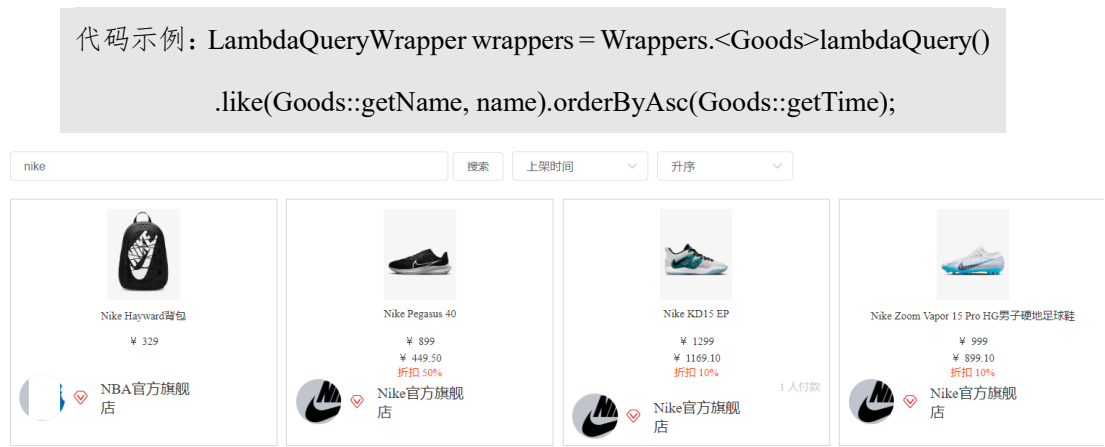 代码示例：LambdaQueryWrapper wrappers = Wrappers.<Goods>lambdaQuery()
.like(Goods::getName, name).orderByAsc(Goods::getTime);
nike 搜索 上架时间 升序
Nike Hayward背包
¥ 329
NBA官方旗舰
店
Nike Pegasus 40
¥ 899
¥ 449.50
折扣 50%
Nike官方旗舰
店
Nike KD15 EP
¥ 1299
¥ 1169.10
折扣 10%
1 人付款
Nike官方旗舰
店
Nike Zoom Vapor 15 Pro HG男子硬地足球鞋
¥ 999
¥ 899.10
折扣 10%
Nike官方旗舰
店